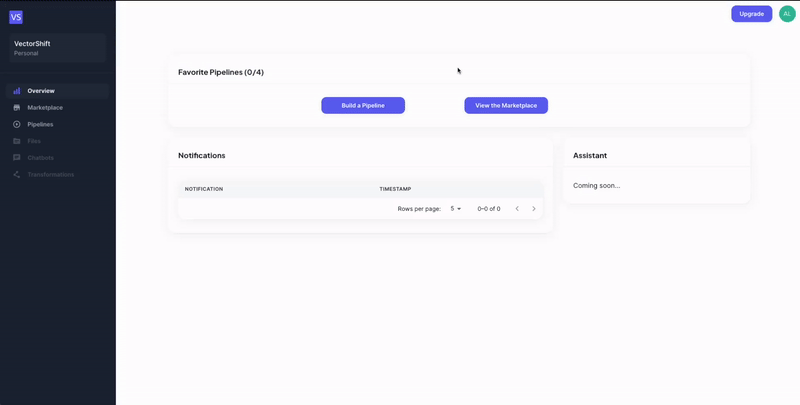 VS
VectorShift
Personal
Overview
Marketplace
Pipelines
Files
Chatbots
Transformations
Upgrade
AL
Favorite Pipelines (0/4)
Build a Pipeline
View the Marketplace
Notifications
NOTIFICATION TIMESTAMP
Rows per page: 5 0–0 of 0
Assistant
Coming soon...